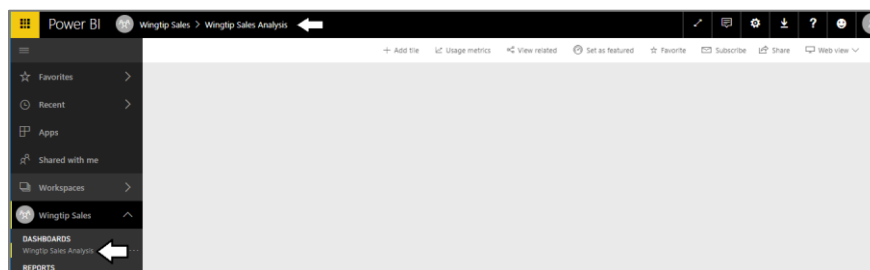 Power BI Wingtip Sales > Wingtip Sales Analysis ?
+ Add tile Usage metrics View related Set as featured Favorite Subscribe Share Web view
Favorites >
Recent >
Apps
Shared with me
Workspaces >
Wingtip Sales
DASHBOARDS
Wingtip Sales Analysis ...
REPORTS